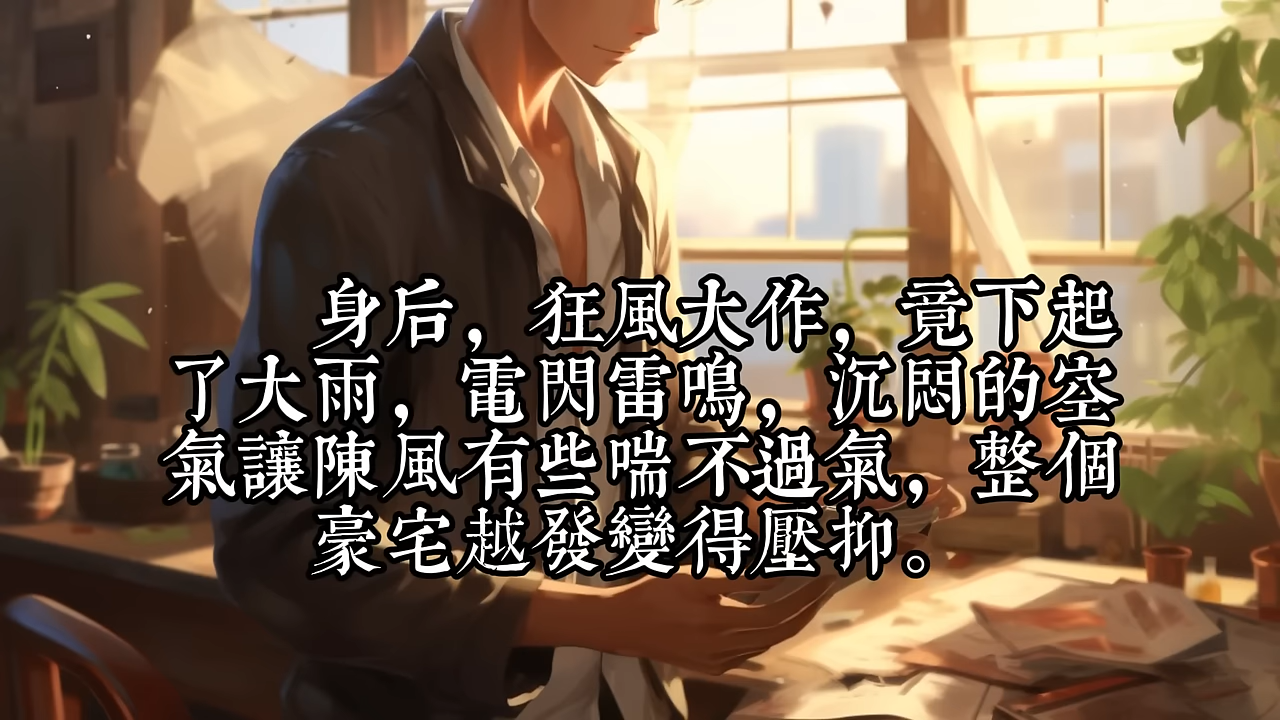 身后，狂風大作，竟下起
了大雨，電閃雷鳴，沉悶的空
氣讓陳風有些喘不過氣，整個
豪宅越發變得壓抑。